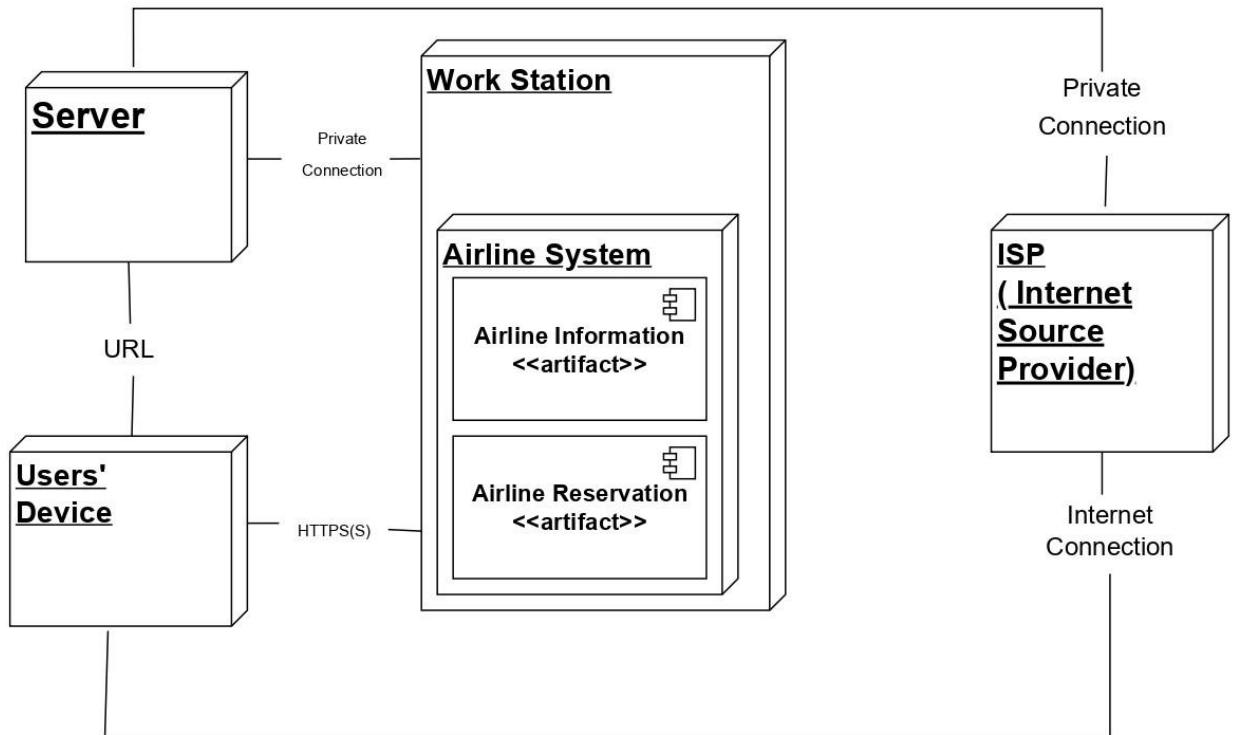 Server
Private
Connection
Work Station
Private
Connection
Airline System
Airline Information
<<artifact>>
Airline Reservation
<<artifact>>
ISP
( Internet
Source
Provider)
URL
Users'
Device
HTTPS(S)
Internet
Connection